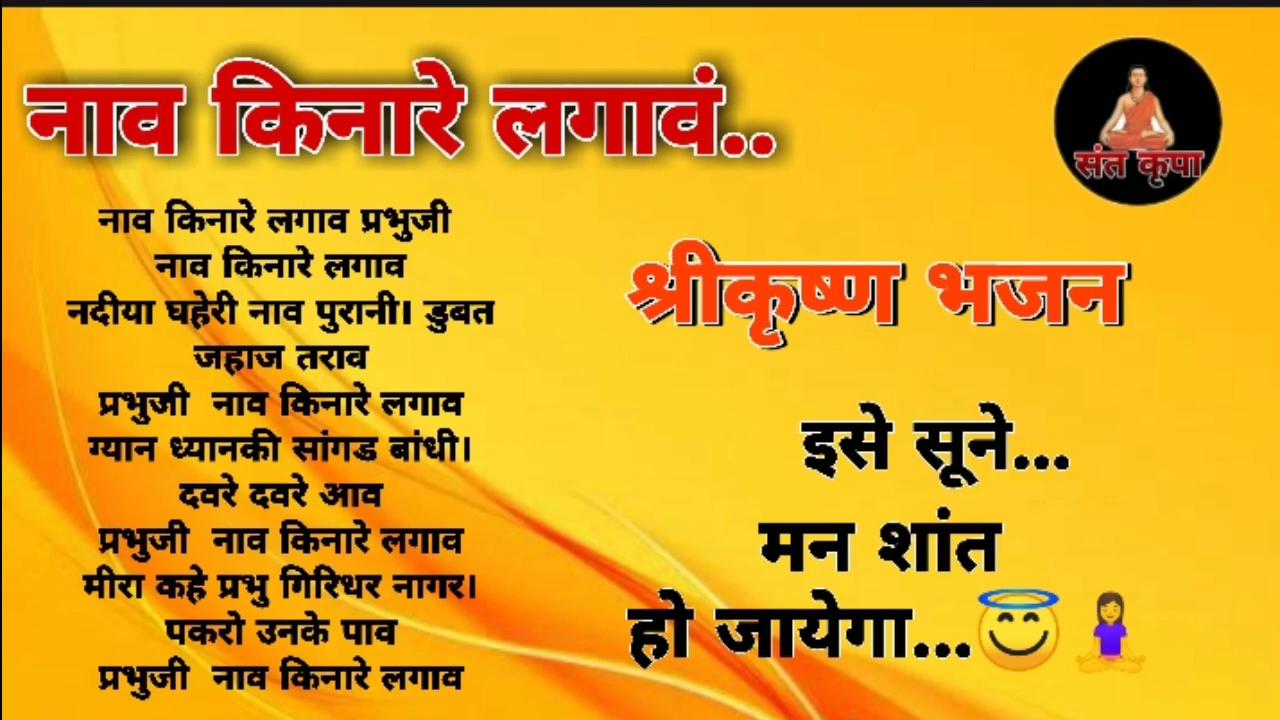 नाव किनारे लगावं..
नाव किनारे लगाव प्रभुजी
नाव किनारे लगाव
नदीया घहेरी नाव पुरानी। डुबत
जहाज तराव
प्रभुजी  नाव किनारे लगाव
ग्यान ध्यानकी सांगड बांधी।
दवरे दवरे आव
प्रभुजी  नाव किनारे लगाव
मीरा कहे प्रभु गिरिधर नागर।
पकरो उनके पाव
प्रभुजी  नाव किनारे लगाव
संत कृपा
श्रीकृष्ण भजन
इसे सूने...
मन शांत
हो जायेगा...😇🧘‍♀️